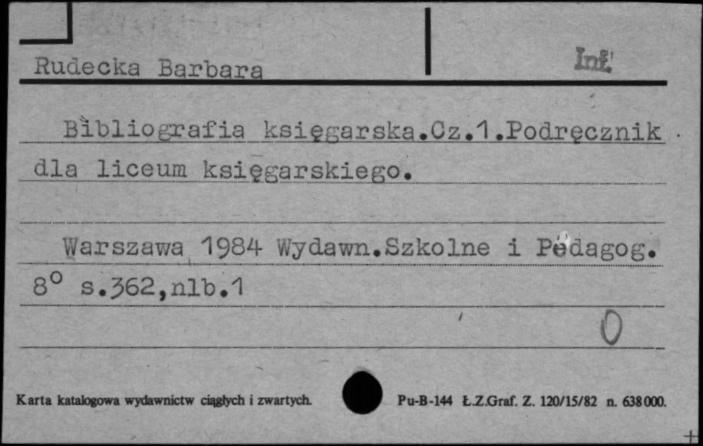 Rudecka Barbara
Inf.
Bibliografia księgarska.Cz.1.Podręcznik
dla liceum księgarskiego.
Warszawa 1984 Wydawn.Szkolne i Pedagog.
8° s.362,nlb.1
0
Karta katalogowa wydawnictw ciągłych i zwartych.
Pu-B-144 Ł.Z.Graf. Z. 120/15/82 n. 638000.